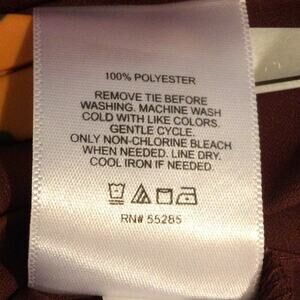 100% POLYESTER
REMOVE TIE BEFORE
WASHING. MACHINE WASH
COLD WITH LIKE COLORS.
GENTLE CYCLE.
ONLY NON-CHLORINE BLEACH
WHEN NEEDED. LINE DRY.
COOL IRON IF NEEDED.
RN# 55285